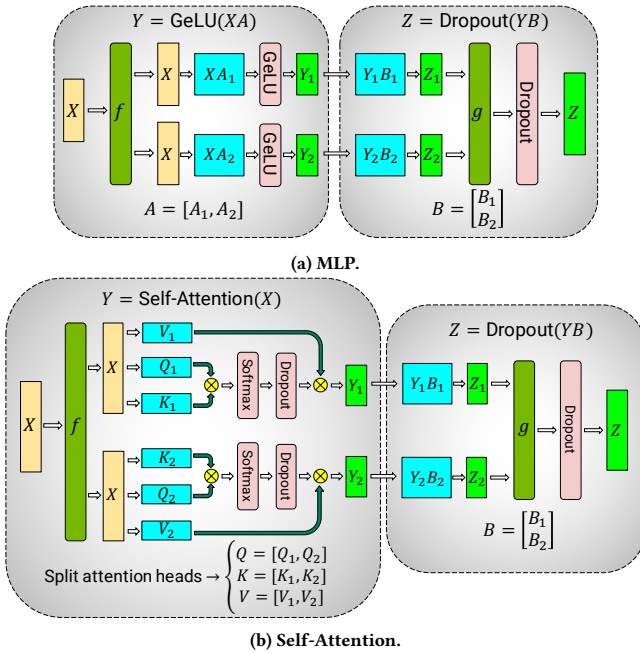 Y = GeLU(XA)
Z = Dropout(YB)
X
f
X
XA₁
GeLU
Y₁
Y₁B₁
Z₁
X
XA₂
GeLU
Y₂
Y₂B₂
Z₂
g
Dropout
Z
A = [A₁, A₂]
B = [B₁
B₂]
(a) MLP.
Y = Self-Attention(X)
Z = Dropout(YB)
X
f
X
V₁
Q₁
K₁
Softmax
Dropout
Y₁
Y₁B₁
Z₁
X
K₂
Q₂
V₂
Softmax
Dropout
Y₂
Y₂B₂
Z₂
g
Dropout
Z
B = [B₁
B₂]
Split attention heads → { Q = [Q₁, Q₂]
K = [K₁, K₂]
V = [V₁, V₂]
(b) Self-Attention.